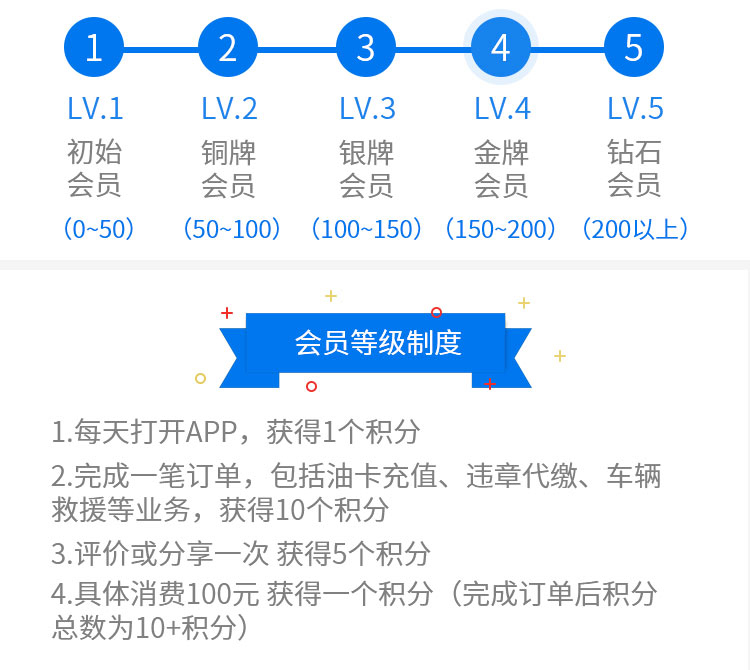 1 2 3 4 5
LV.1 LV.2 LV.3 LV.4 LV.5
初始 铜牌 银牌 金牌 钻石
会员 会员 会员 会员 会员
（0~50） （50~100） （100~150） （150~200） （200以上）
会员等级制度
1.每天打开APP，获得1个积分
2.完成一笔订单，包括油卡充值、违章代缴、车辆
救援等业务，获得10个积分
3.评价或分享一次 获得5个积分
4.具体消费100元 获得一个积分（完成订单后积分
总数为10+积分）